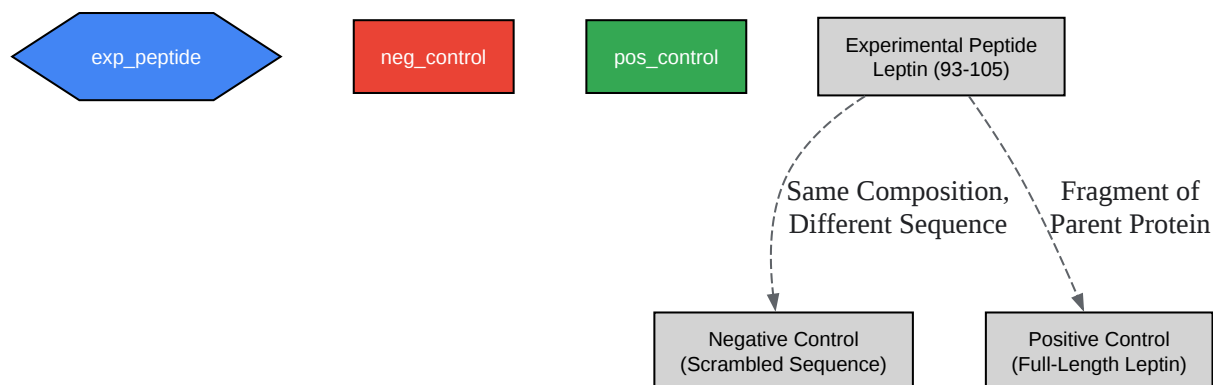 exp_peptide
neg_control
pos_control
Experimental Peptide
Leptin (93-105)
Same Composition,
Different Sequence
Fragment of
Parent Protein
Negative Control
(Scrambled Sequence)
Positive Control
(Full-Length Leptin)